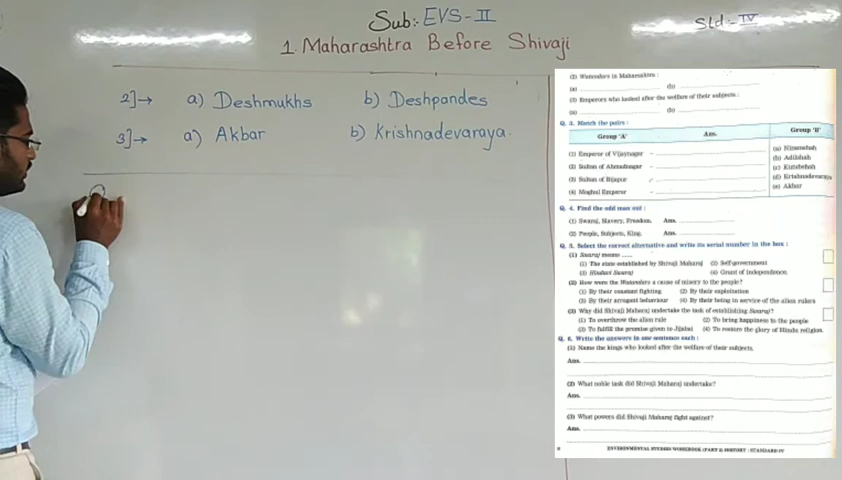 Sub:- EVS-II
Std:- IV
1. Maharashtra Before Shivaji
2]→ a) Deshmukhs b) Deshpandes
3]→ a) Akbar b) Krishnadevaraya.
(2) Watandars in Maharashtra :
(a) (b)
(3) Emperors who looked after the welfare of their subjects :
(a) (b)
Q. 3. Match the pairs :
Group 'A' Ans. Group 'B'
(1) Emperor of Vijaynagar – (a) Nizamshah
(2) Sultan of Ahmednagar – (b) Adilshah
(3) Sultan of Bijapur – (c) Kutubshah
(4) Moghul Emperor – (d) Krishnadevaraya
(e) Akbar
Q. 4. Find the odd man out :
(1) Swaraj, Slavery, Freedom. Ans.
(2) People, Subjects, King. Ans.
Q. 5. Select the correct alternative and write its serial number in the box :
(1) Swaraj means .....
(1) The state established by Shivaji Maharaj (2) Self-government
(3) Hindavi Swaraj (4) Grant of independence.
(2) How were the Watandars a cause of misery to the people?
(1) By their constant fighting (2) By their exploitation
(3) By their arrogant behaviour (4) By their being in service of the alien rulers
(3) Why did Shivaji Maharaj undertake the task of establishing Swaraj?
(1) To overthrow the alien rule (2) To bring happiness to the people
(3) To fulfill the promise given to Jijabai (4) To restore the glory of Hindu religion.
Q. 6. Write the answers in one sentence each :
(1) Name the kings who looked after the welfare of their subjects.
Ans.
(2) What noble task did Shivaji Maharaj undertake?
Ans.
(3) What powers did Shivaji Maharaj fight against?
Ans.
ENVIRONMENTAL STUDIES WORKBOOK (PART 2) HISTORY : STANDARD IV